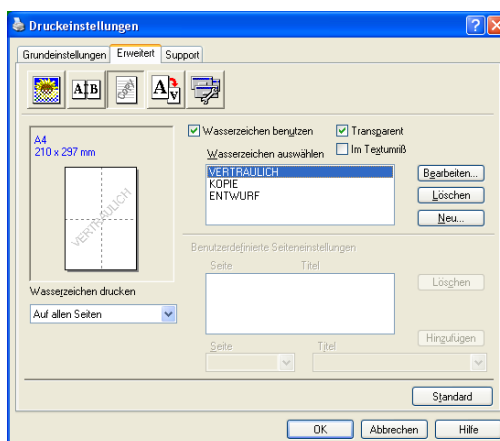 Druckeinstellungen
Grundeinstellungen Erweitert Support
A B COPY A V
A4
210 x 297 mm
VERTRAULICH
Wasserzeichen drucken
Auf allen Seiten
Wasserzeichen benutzen Transparent
Wasserzeichen auswählen Im Textumriß
VERTRAULICH
KOPIE
ENTWURF
Bearbeiten...
Löschen
Neu...
Benutzerdefinierte Seiteneinstellungen
Seite Titel
Löschen
Hinzufügen
Seite Titel
Standard
OK Abbrechen Hilfe